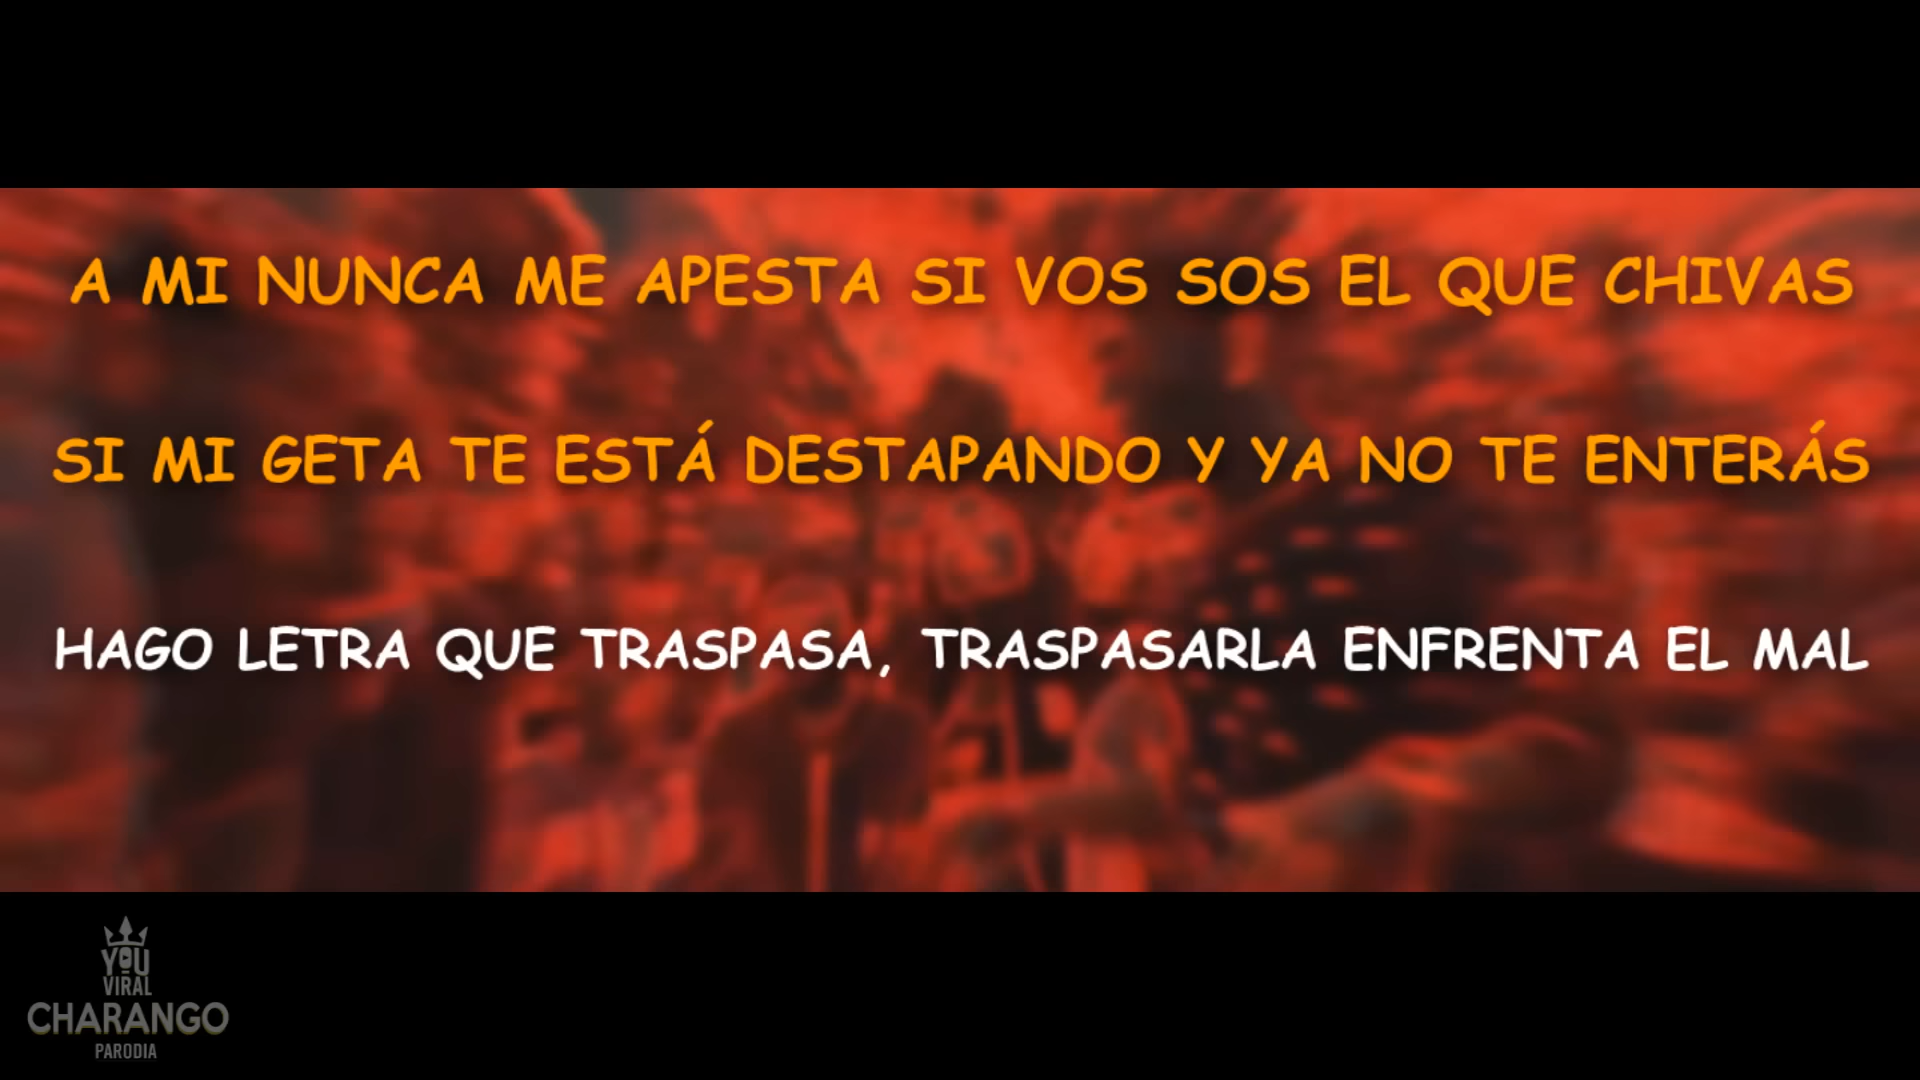 A MI NUNCA ME APESTA SI VOS SOS EL QUE CHIVAS
SI MI GETA TE ESTÁ DESTAPANDO Y YA NO TE ENTERÁS
HAGO LETRA QUE TRASPASA, TRASPASARLA ENFRENTA EL MAL
YOU
VIRAL
CHARANGO
PARODIA